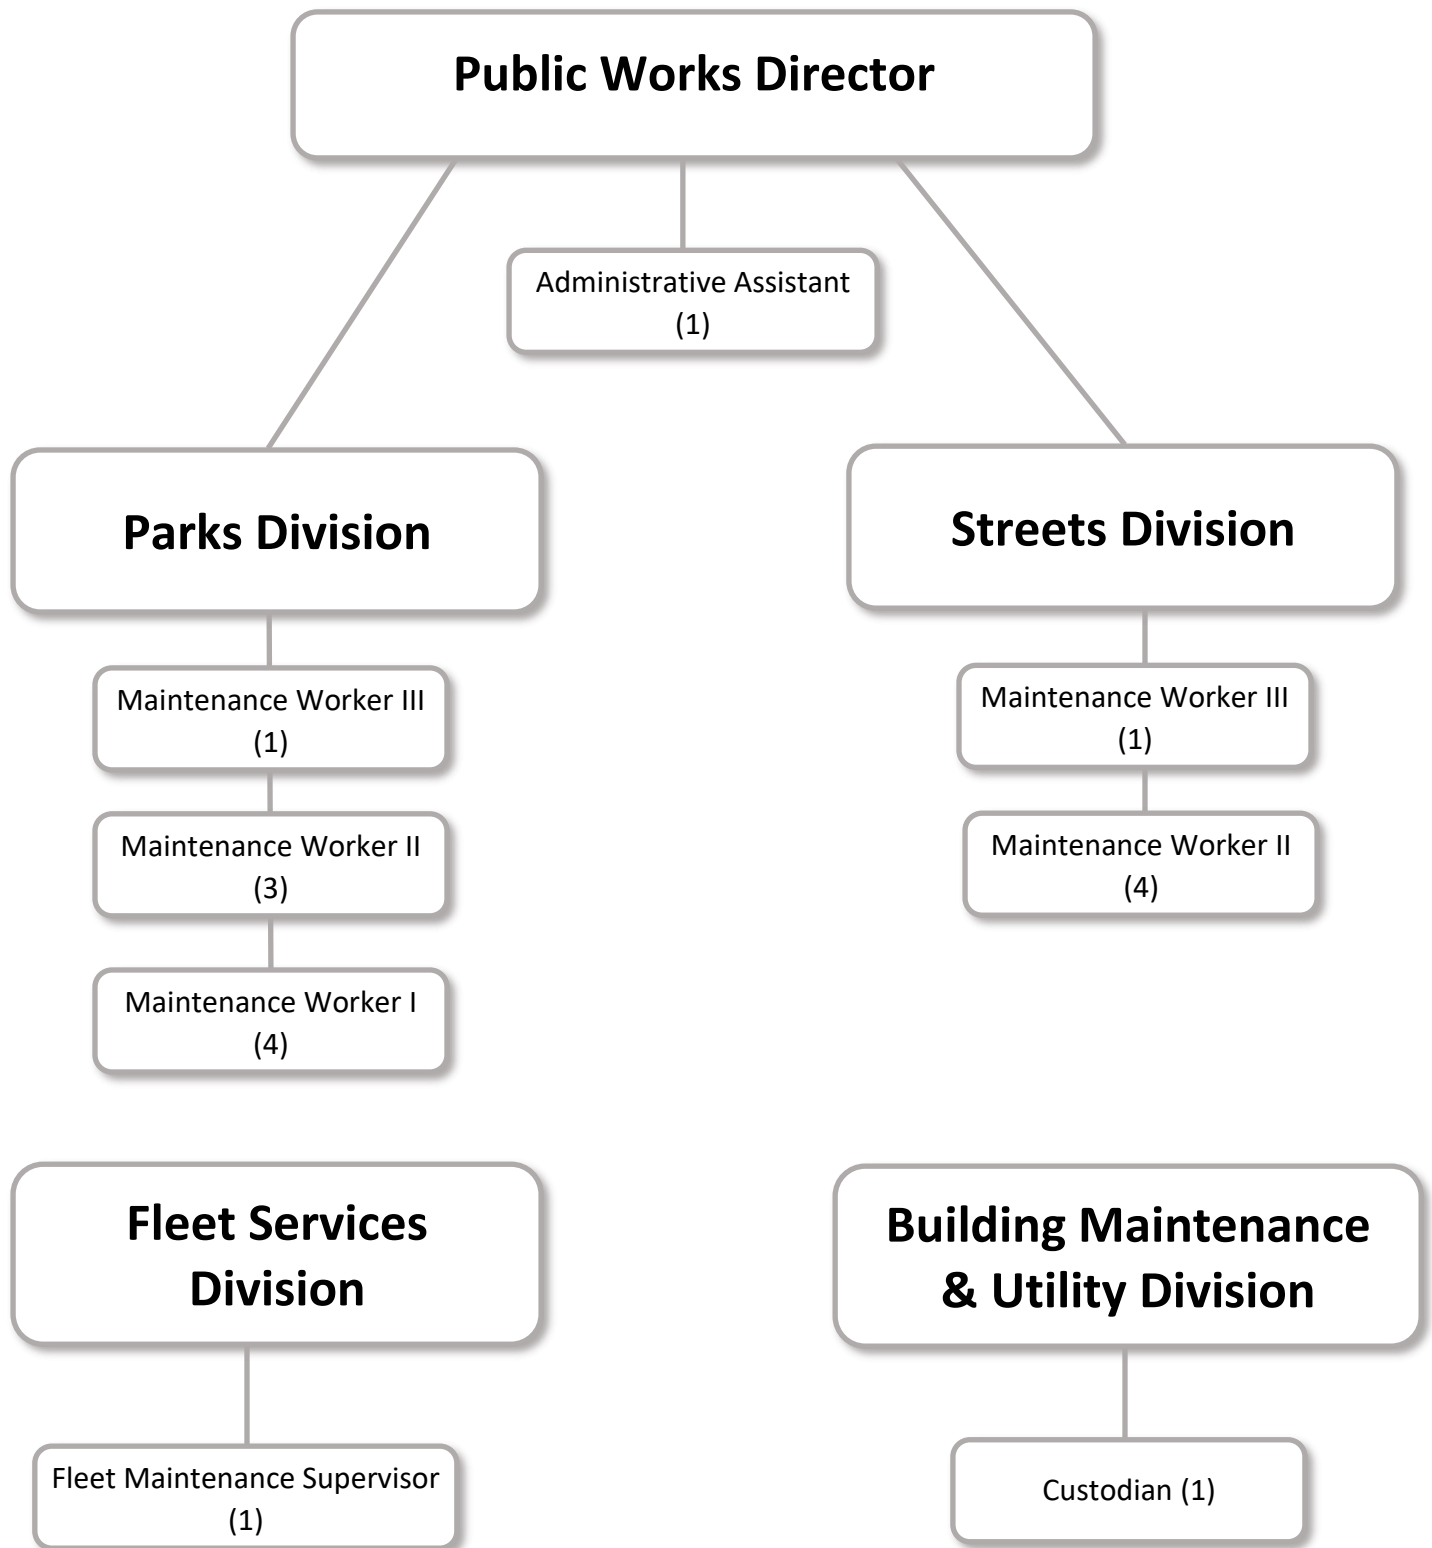 Public Works Director
Administrative Assistant
(1)
Parks Division
Streets Division
Maintenance Worker III
(1)
Maintenance Worker III
(1)
Maintenance Worker II
(3)
Maintenance Worker II
(4)
Maintenance Worker I
(4)
Fleet Services
Division
Building Maintenance
& Utility Division
Fleet Maintenance Supervisor
(1)
Custodian (1)